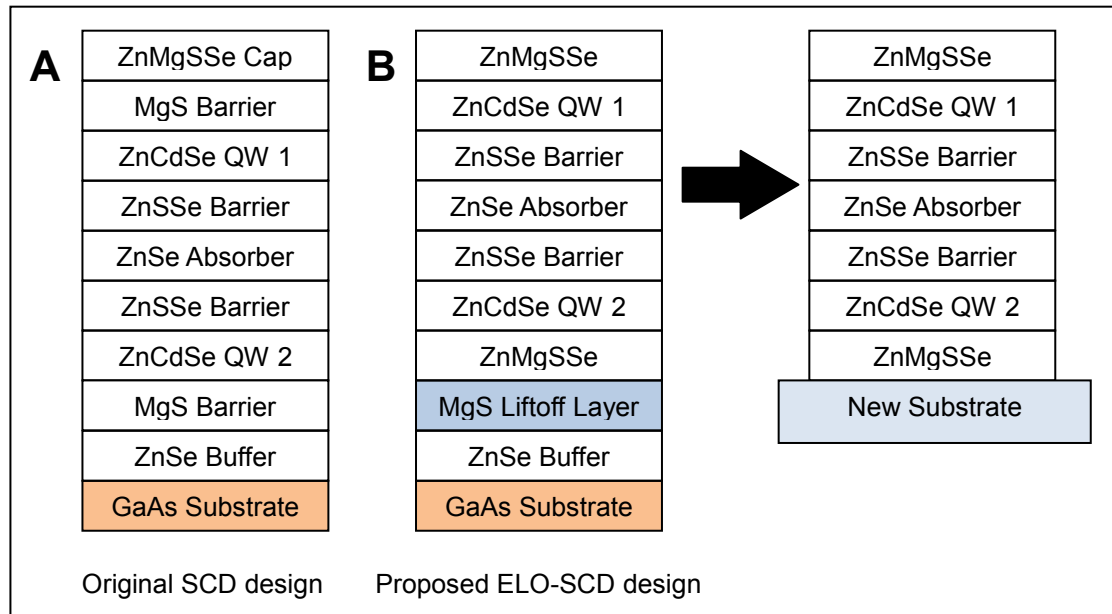 A
ZnMgSSe Cap
MgS Barrier
ZnCdSe QW 1
ZnSSe Barrier
ZnSe Absorber
ZnSSe Barrier
ZnCdSe QW 2
MgS Barrier
ZnSe Buffer
GaAs Substrate
Original SCD design
B
ZnMgSSe
ZnCdSe QW 1
ZnSSe Barrier
ZnSe Absorber
ZnSSe Barrier
ZnCdSe QW 2
ZnMgSSe
MgS Liftoff Layer
ZnSe Buffer
GaAs Substrate
Proposed ELO-SCD design
ZnMgSSe
ZnCdSe QW 1
ZnSSe Barrier
ZnSe Absorber
ZnSSe Barrier
ZnCdSe QW 2
ZnMgSSe
New Substrate